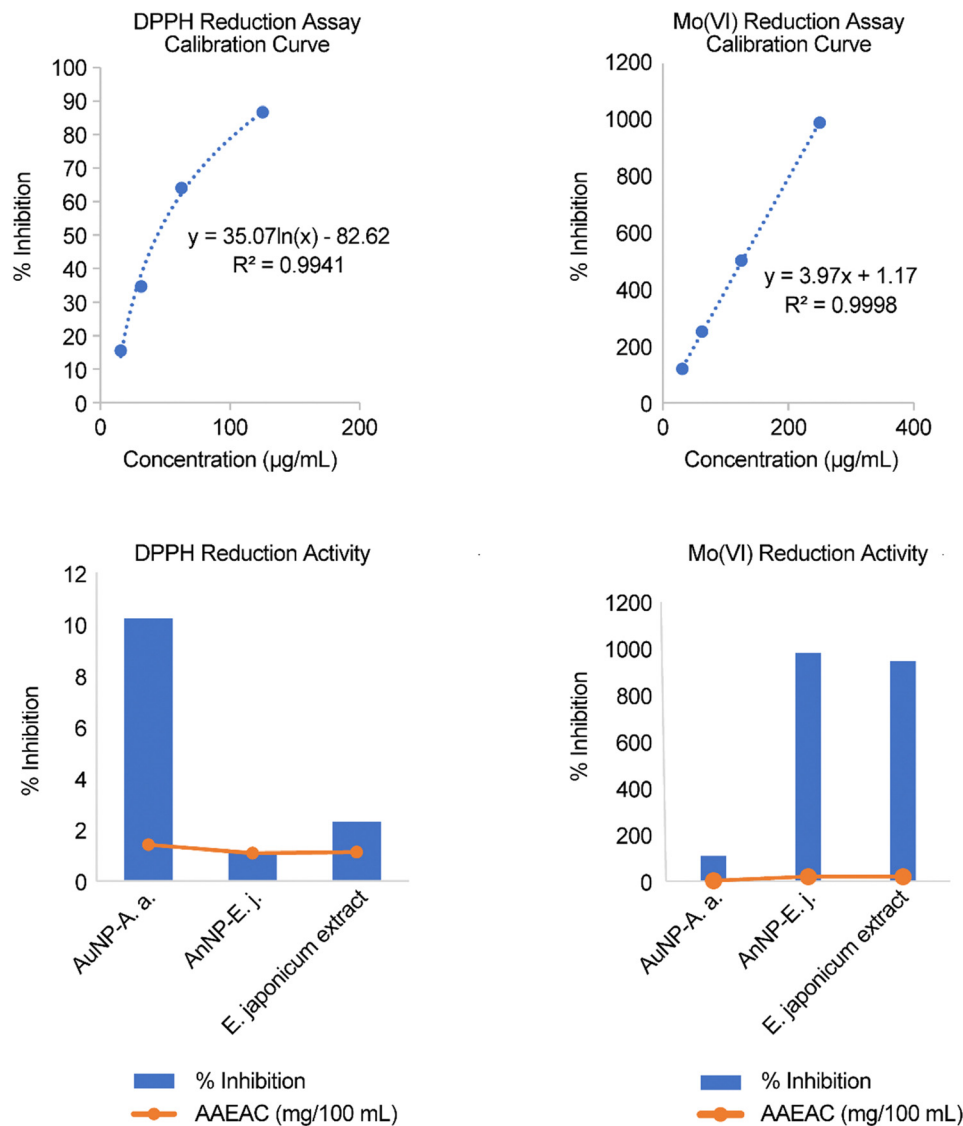 DPPH Reduction Assay
Calibration Curve
% Inhibition
100
90
80
70
60
50
40
30
20
10
0
y = 35.07ln(x) - 82.62
R² = 0.9941
0 100 200
Concentration (µg/mL)
Mo(VI) Reduction Assay
Calibration Curve
% Inhibition
1200
1000
800
600
400
200
0
y = 3.97x + 1.17
R² = 0.9998
0 200 400
Concentration (µg/mL)
DPPH Reduction Activity
% Inhibition
12
10
8
6
4
2
0
AuNP-A. a.
AnNP-E. j.
E. japonicum extract
% Inhibition
AAEAC (mg/100 mL)
Mo(VI) Reduction Activity
% Inhibition
1200
1000
800
600
400
200
0
AuNP-A. a.
AnNP-E. j.
E. japonicum extract
% Inhibition
AAEAC (mg/100 mL)